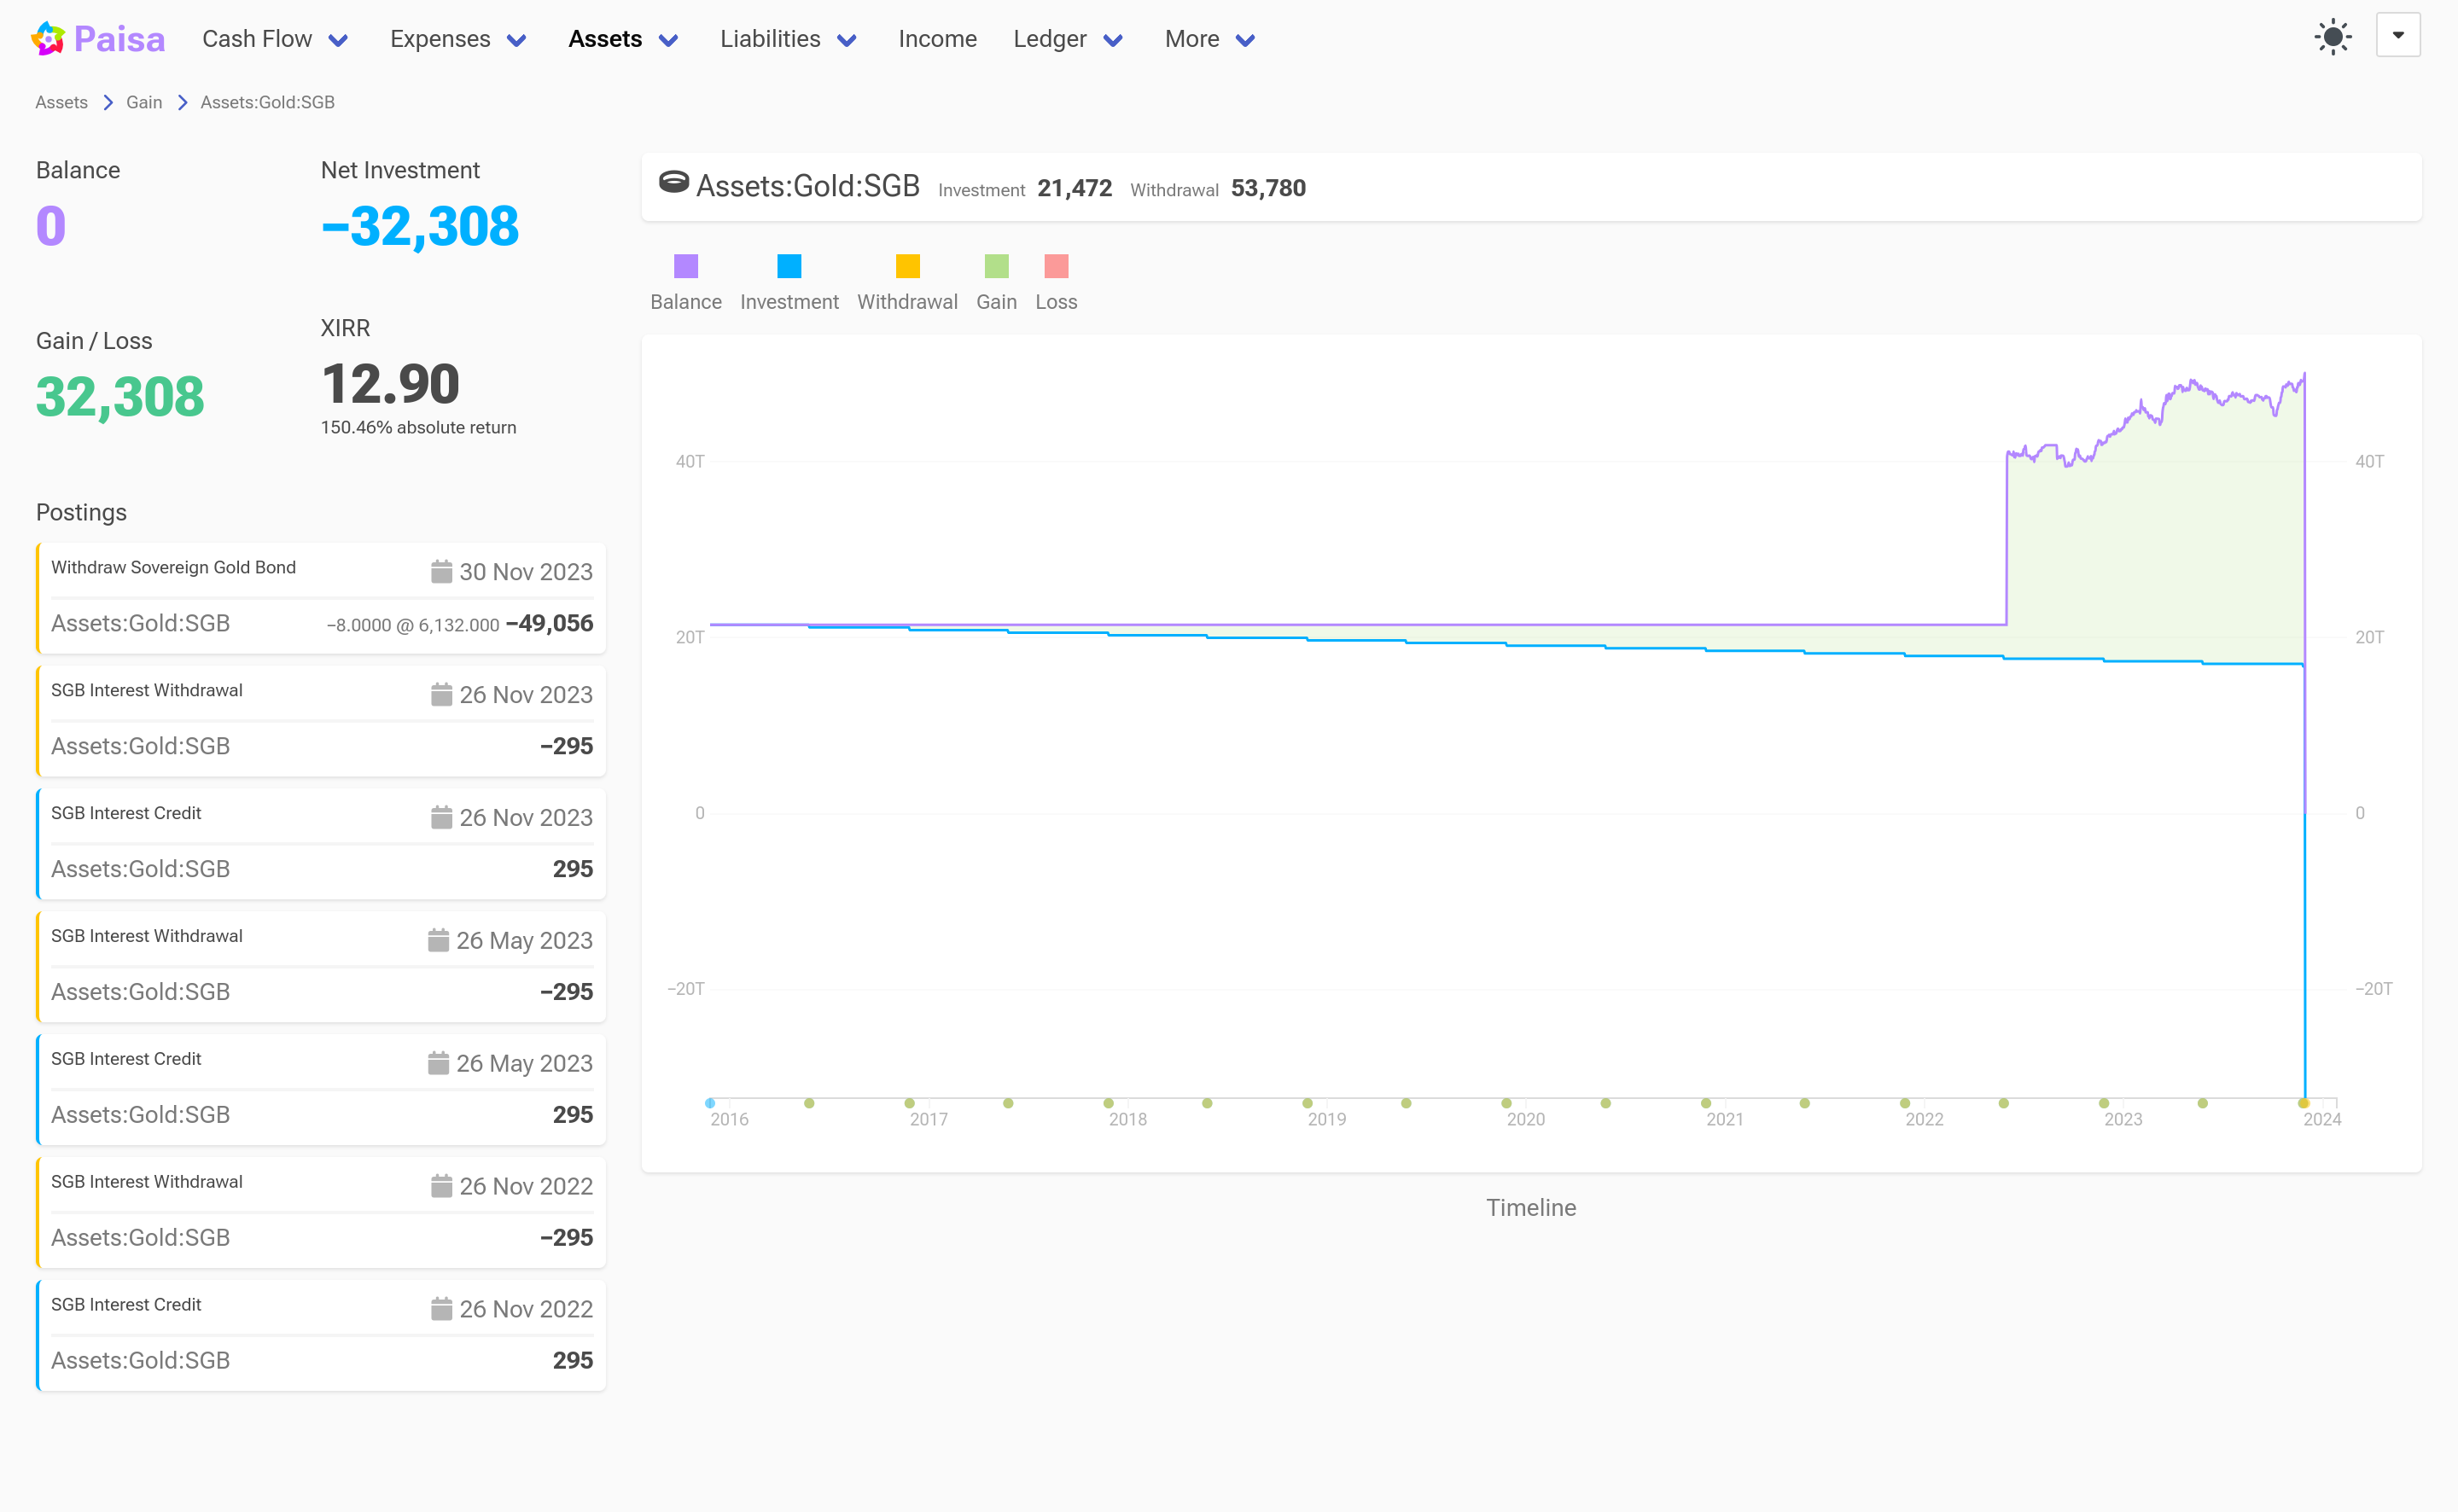 Paisa Cash Flow Expenses Assets Liabilities Income Ledger More
Assets Gain Assets:Gold:SGB
Balance Net Investment
0 −32,308
Gain / Loss XIRR
32,308 12.90
150.46% absolute return
Postings
Withdraw Sovereign Gold Bond 30 Nov 2023
Assets:Gold:SGB −8.0000 @ 6,132.000 −49,056
SGB Interest Withdrawal 26 Nov 2023
Assets:Gold:SGB −295
SGB Interest Credit 26 Nov 2023
Assets:Gold:SGB 295
SGB Interest Withdrawal 26 May 2023
Assets:Gold:SGB −295
SGB Interest Credit 26 May 2023
Assets:Gold:SGB 295
SGB Interest Withdrawal 26 Nov 2022
Assets:Gold:SGB −295
SGB Interest Credit 26 Nov 2022
Assets:Gold:SGB 295
Assets:Gold:SGB Investment 21,472 Withdrawal 53,780
Balance Investment Withdrawal Gain Loss
40T 40T
20T 20T
0 0
−20T −20T
2016 2017 2018 2019 2020 2021 2022 2023 2024
Timeline